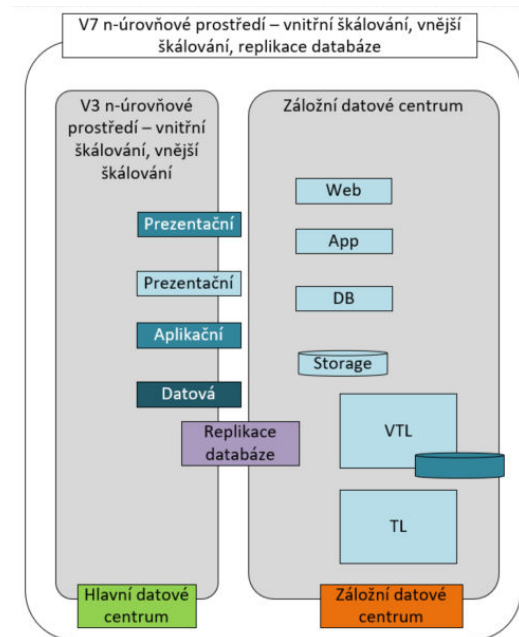 V7 n-úrovňové prostředí – vnitřní škálování, vnější
škálování, replikace databáze
V3 n-úrovňové
prostředí – vnitřní
škálování, vnější
škálování
Prezentační
Prezentační
Aplikační
Datová
Replikace
databáze
Hlavní datové
centrum
Záložní datové centrum
Web
App
DB
Storage
VTL
TL
Záložní datové
centrum